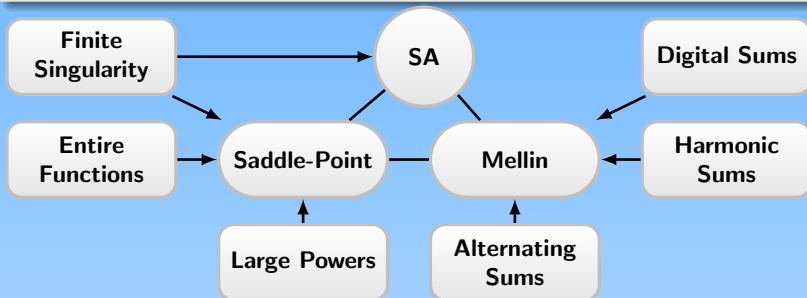 Finite
Singularity
SA
Digital Sums
Entire
Functions
Saddle-Point
Mellin
Harmonic
Sums
Large Powers
Alternating
Sums